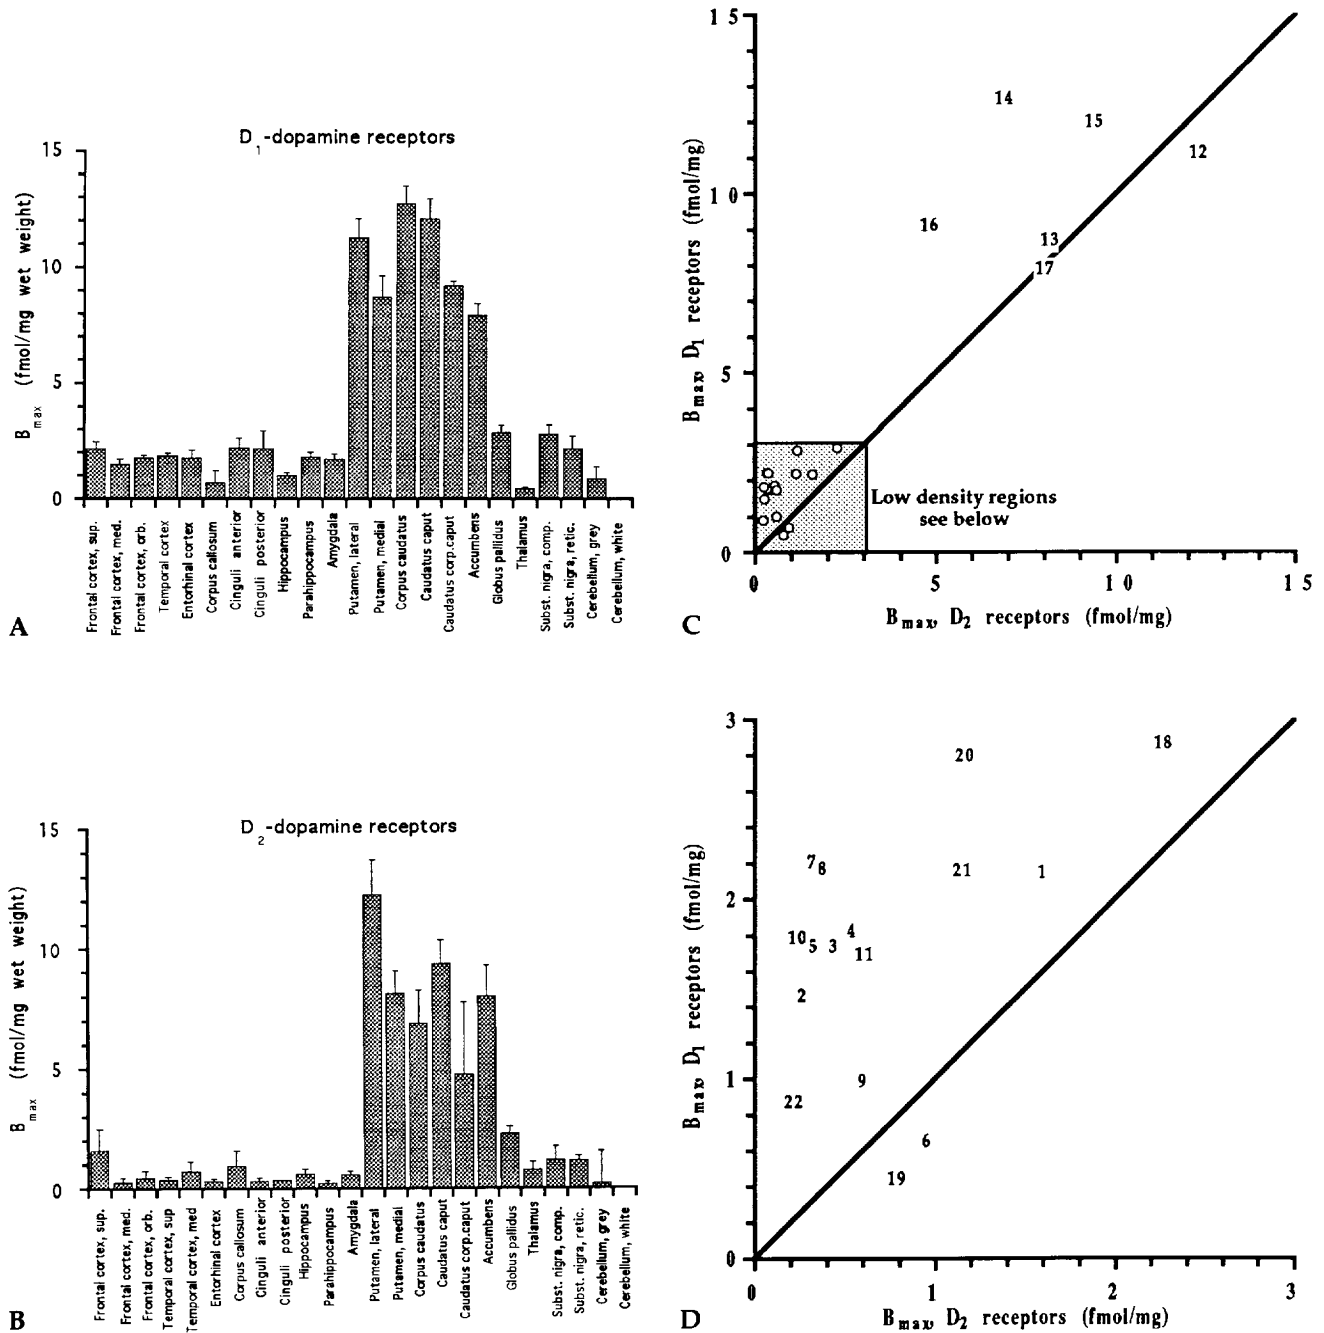 D1-dopamine receptors
Bmax (fmol/mg wet weight)
15
10
5
0
Frontal cortex, sup.
Frontal cortex, med.
Frontal cortex, orb.
Temporal cortex
Entorhinal cortex
Corpus callosum
Cinguli anterior
Cinguli posterior
Hippocampus
Parahippocampus
Amygdala
Putamen, lateral
Putamen, medial
Corpus caudatus
Caudatus caput
Caudatus corp.caput
Accumbens
Globus pallidus
Thalamus
Subst. nigra, comp.
Subst. nigra, retic.
Cerebellum, grey
Cerebellum, white
A
Bmax, D1 receptors (fmol/mg)
15
10
5
0
14
15
12
16
13
17
Low density regions
see below
0 5 10 15
Bmax, D2 receptors (fmol/mg)
C
D2-dopamine receptors
Bmax (fmol/mg wet weight)
15
10
5
0
Frontal cortex, sup.
Frontal cortex, med.
Frontal cortex, orb.
Temporal cortex, sup
Temporal cortex, med
Entorhinal cortex
Corpus callosum
Cinguli anterior
Cinguli posterior
Hippocampus
Parahippocampus
Amygdala
Putamen, lateral
Putamen, medial
Corpus caudatus
Caudatus caput
Caudatus corp.caput
Accumbens
Globus pallidus
Thalamus
Subst. nigra, comp.
Subst. nigra, retic.
Cerebellum, grey
Cerebellum, white
B
Bmax, D1 receptors (fmol/mg)
3
2
1
0
18
20
7 8
21 1
4
10 5 3 11
2
9
22
6
19
0 1 2 3
Bmax, D2 receptors (fmol/mg)
D